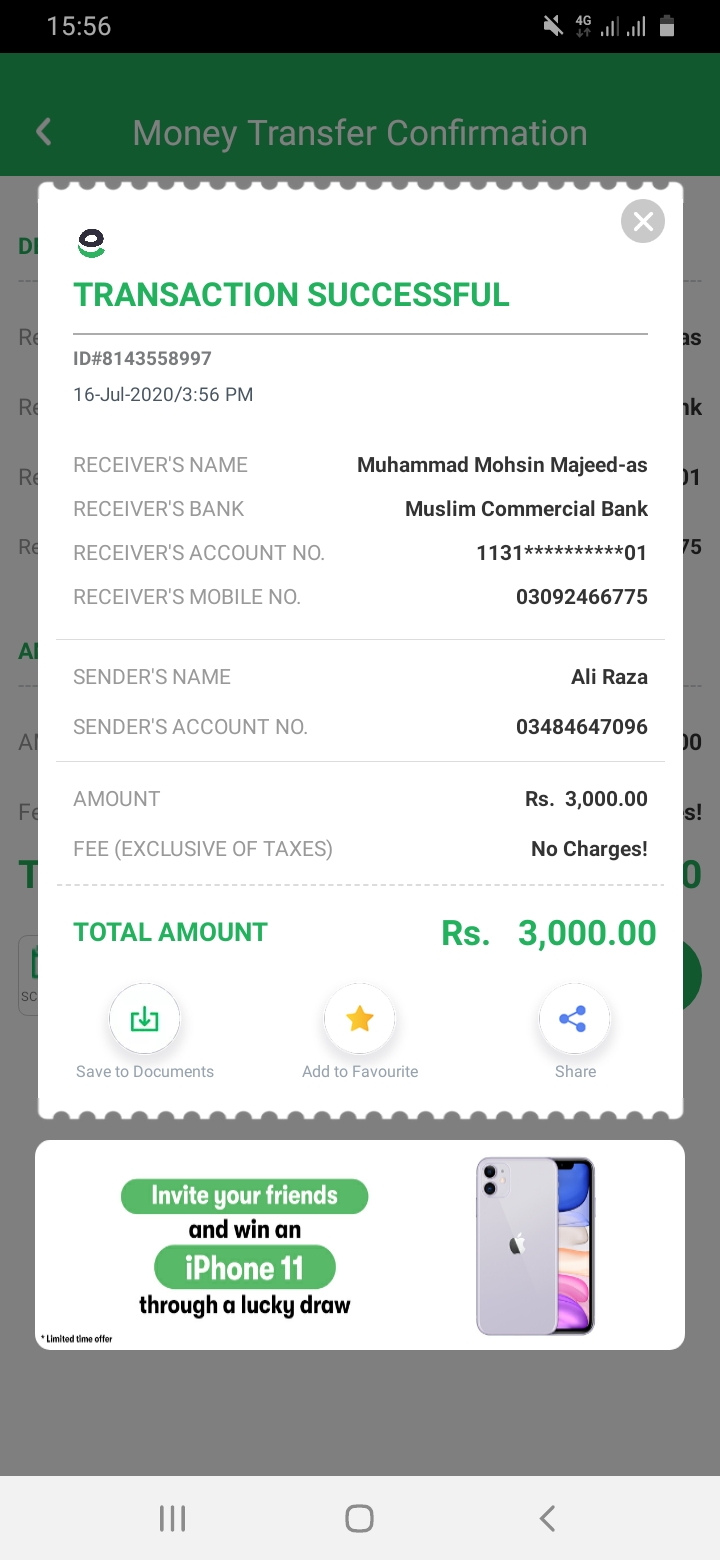 15:56
4G
Money Transfer Confirmation
TRANSACTION SUCCESSFUL
ID#8143558997
16-Jul-2020/3:56 PM
RECEIVER'S NAME Muhammad Mohsin Majeed-as
RECEIVER'S BANK Muslim Commercial Bank
RECEIVER'S ACCOUNT NO. 1131**********01
RECEIVER'S MOBILE NO. 03092466775
SENDER'S NAME Ali Raza
SENDER'S ACCOUNT NO. 03484647096
AMOUNT Rs. 3,000.00
FEE (EXCLUSIVE OF TAXES) No Charges!
TOTAL AMOUNT Rs. 3,000.00
Save to Documents Add to Favourite Share
Invite your friends
and win an
iPhone 11
through a lucky draw
* Limited time offer